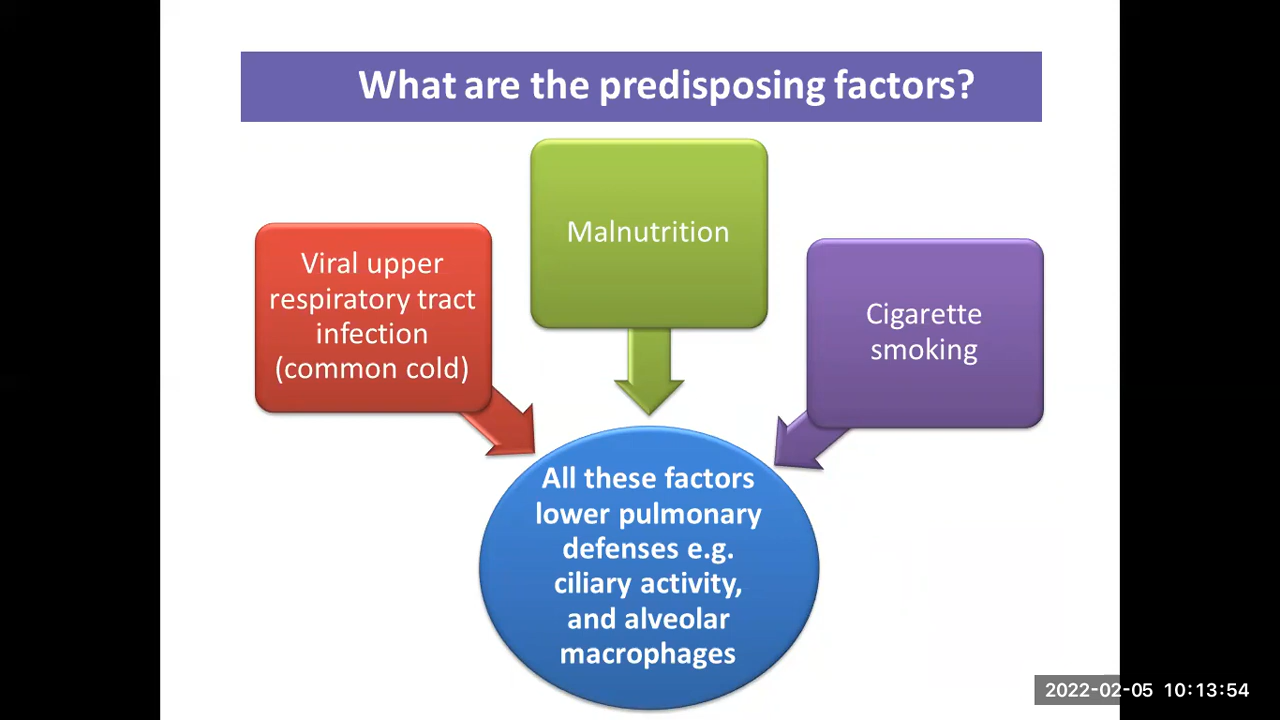 What are the predisposing factors?
Malnutrition
Viral upper
respiratory tract
infection
(common cold)
Cigarette
smoking
All these factors
lower pulmonary
defenses e.g.
ciliary activity,
and alveolar
macrophages
2022-02-05 10:13:54